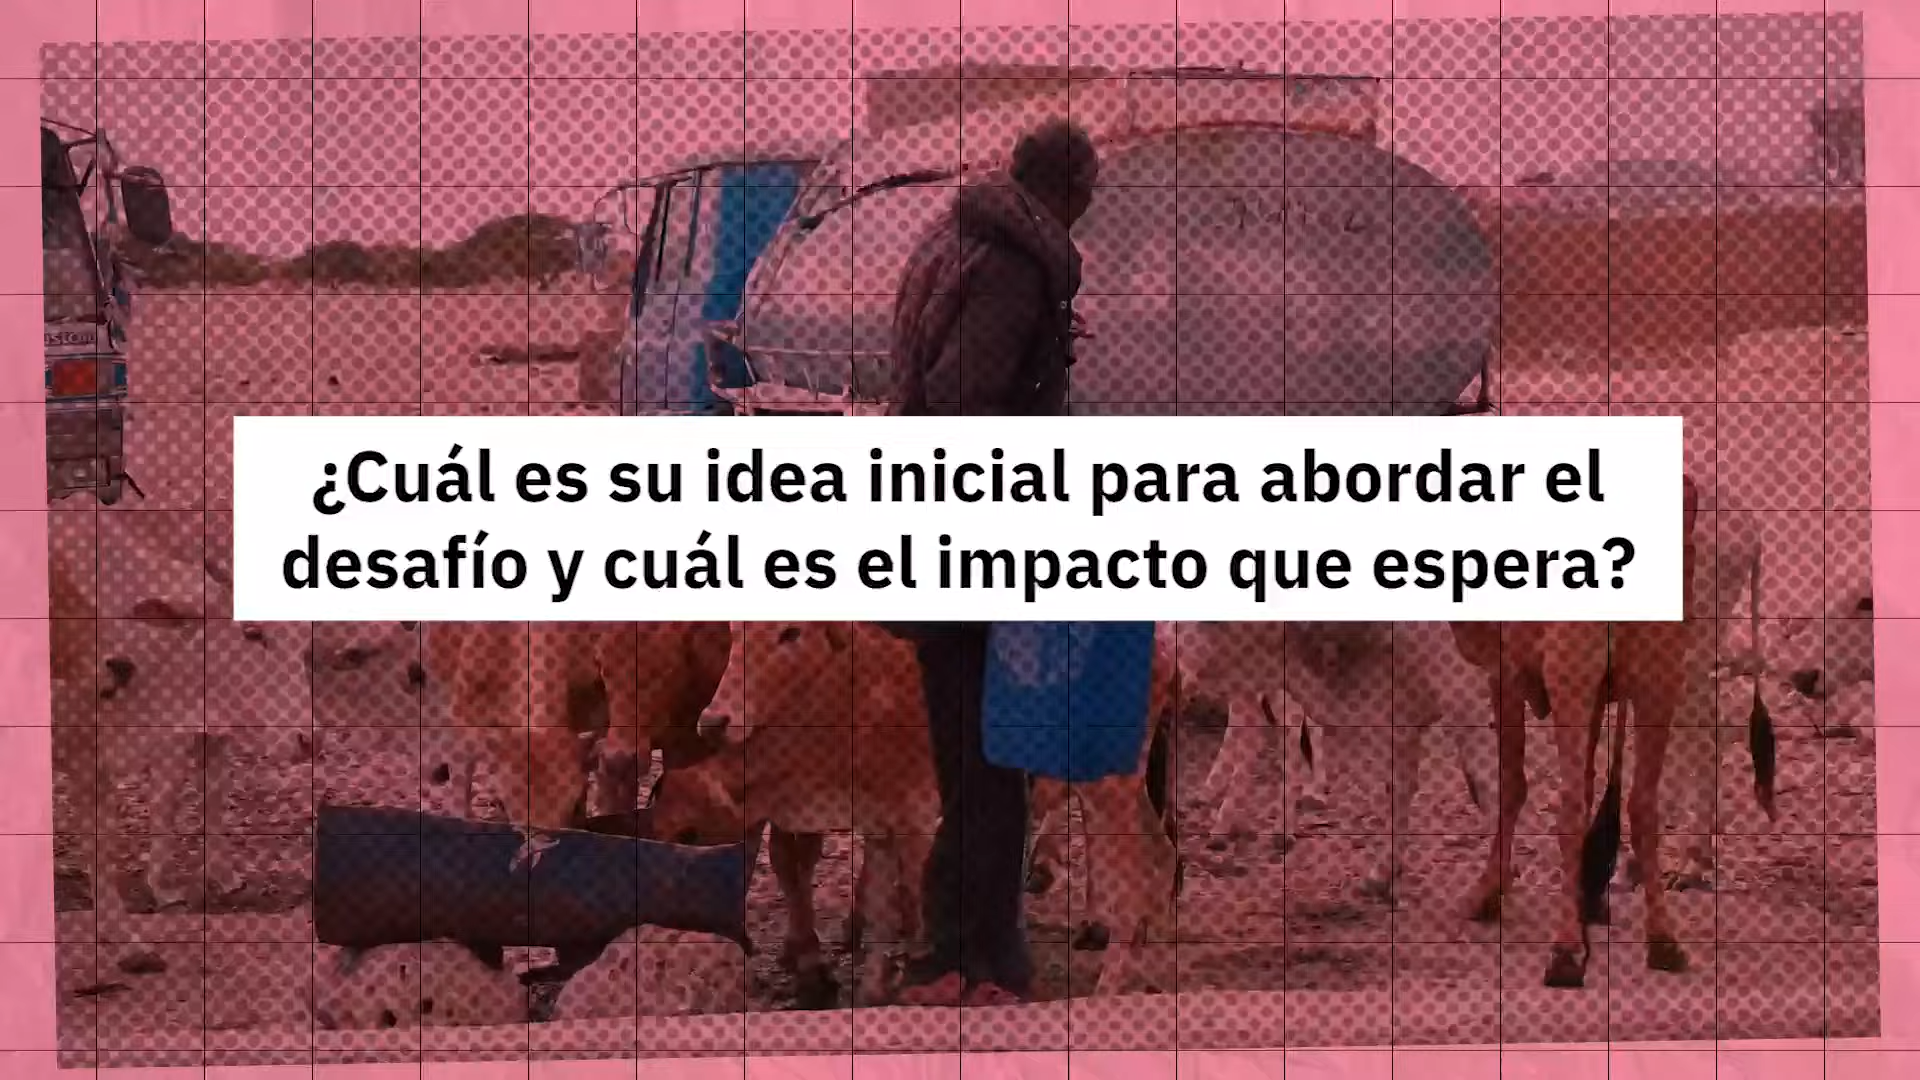 ¿Cuál es su idea inicial para abordar el
desafío y cuál es el impacto que espera?